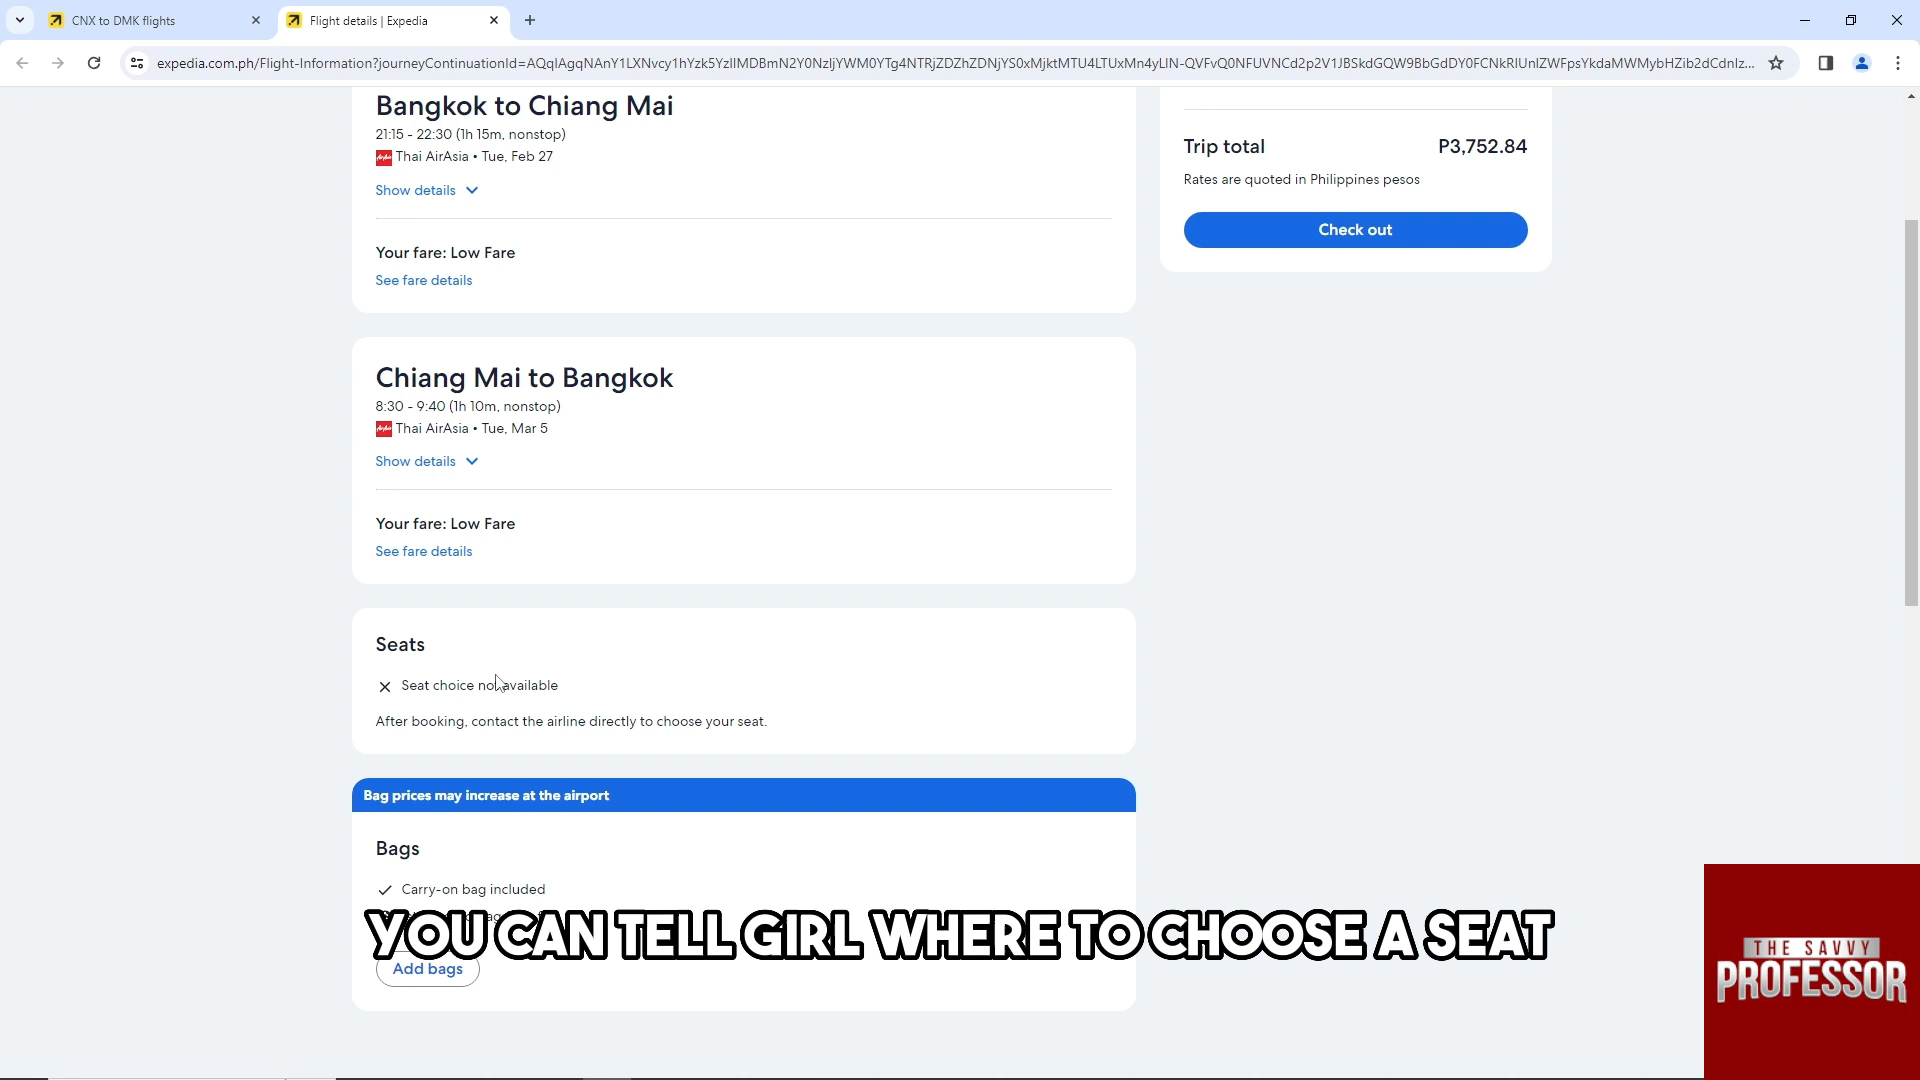 CNX to DMK flights
Flight details | Expedia
expedia.com.ph/Flight-Information?journeyContinuationId=
Bangkok to Chiang Mai
21:15 - 22:30 (1h 15m, nonstop)
Thai AirAsia • Tue, Feb 27
Show details
Your fare: Low Fare
See fare details
Trip total
P3,752.84
Rates are quoted in Philippines pesos
Check out
Chiang Mai to Bangkok
8:30 - 9:40 (1h 10m, nonstop)
Thai AirAsia • Tue, Mar 5
Show details
Your fare: Low Fare
See fare details
Seats
Seat choice not available
After booking, contact the airline directly to choose your seat.
Bag prices may increase at the airport
Bags
Carry-on bag included
YOU CAN TELL GIRL WHERE TO CHOOSE A SEAT
Add bags
THE SAVVY
PROFESSOR